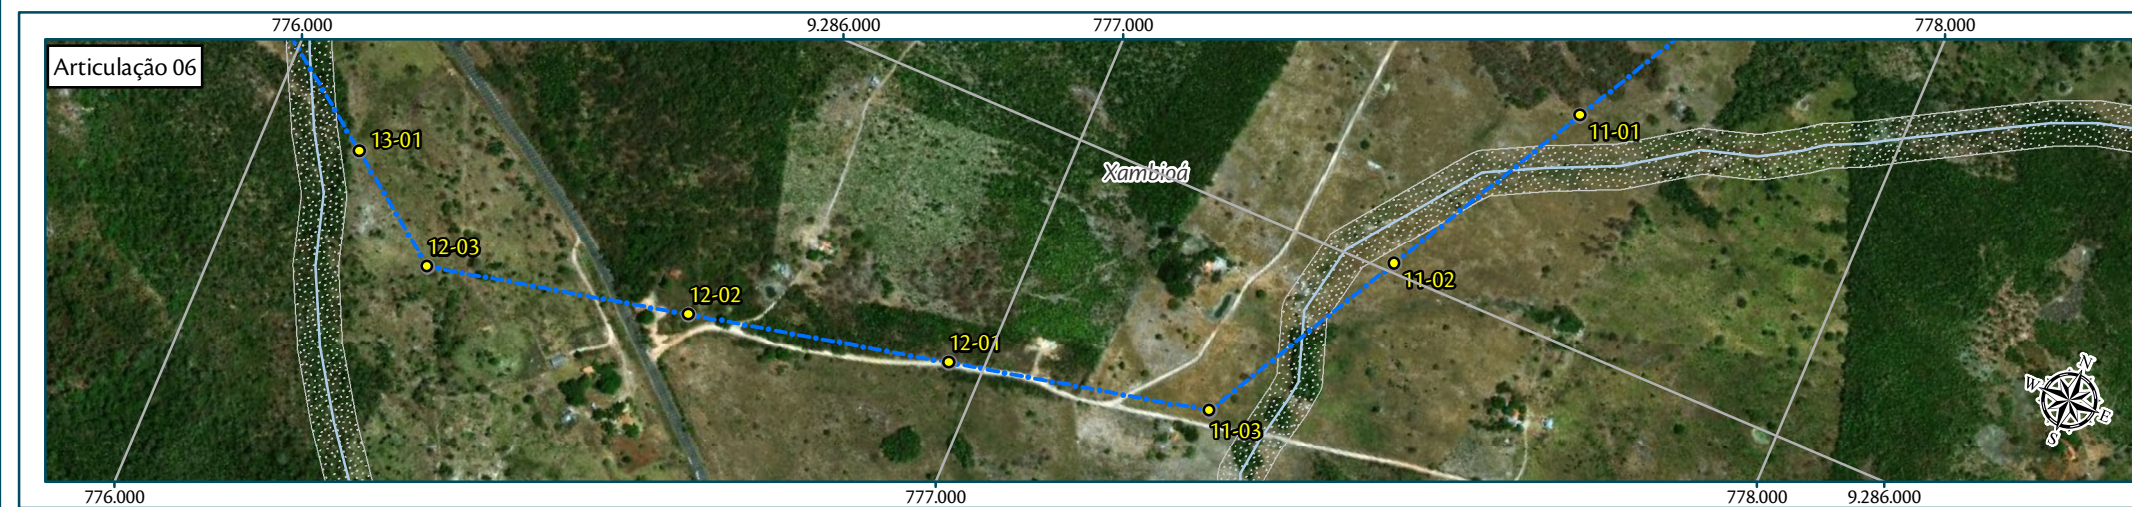 776.000 9.286.000 777.000 778.000
Articulação 06
11-01
13-01
Xambioá
12-03
11-02
12-02
12-01
N
W
E
S
11-03
776.000 777.000 778.000 9.286.000